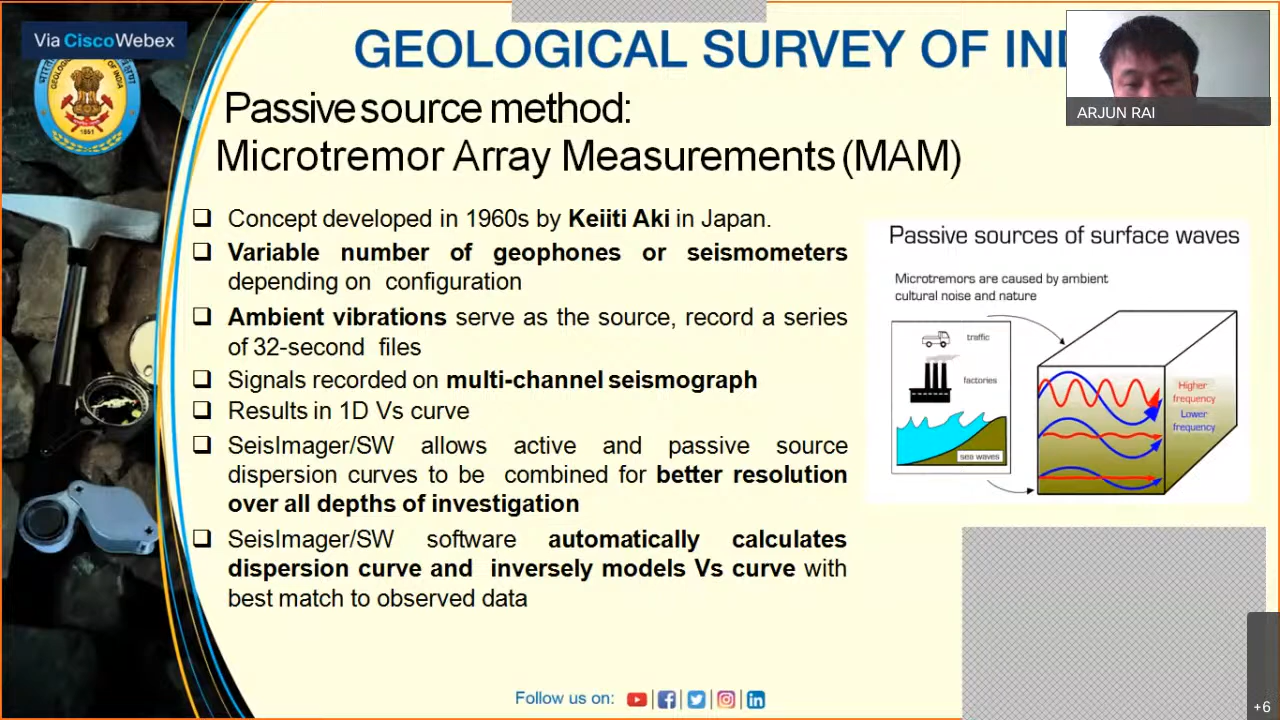 Via Cisco Webex
GEOLOGICAL SURVEY OF IN
ARJUN RAI
Passive source method:
Microtremor Array Measurements (MAM)
❑ Concept developed in 1960s by Keiiti Aki in Japan.
❑ Variable number of geophones or seismometers
depending on configuration
❑ Ambient vibrations serve as the source, record a series
of 32-second files
❑ Signals recorded on multi-channel seismograph
❑ Results in 1D Vs curve
❑ SeisImager/SW allows active and passive source
dispersion curves to be combined for better resolution
over all depths of investigation
❑ SeisImager/SW software automatically calculates
dispersion curve and inversely models Vs curve with
best match to observed data
Passive sources of surface waves
Microtremors are caused by ambient
cultural noise and nature
traffic
factories
sea waves
Higher
frequency
Lower
frequency
Follow us on:
+6